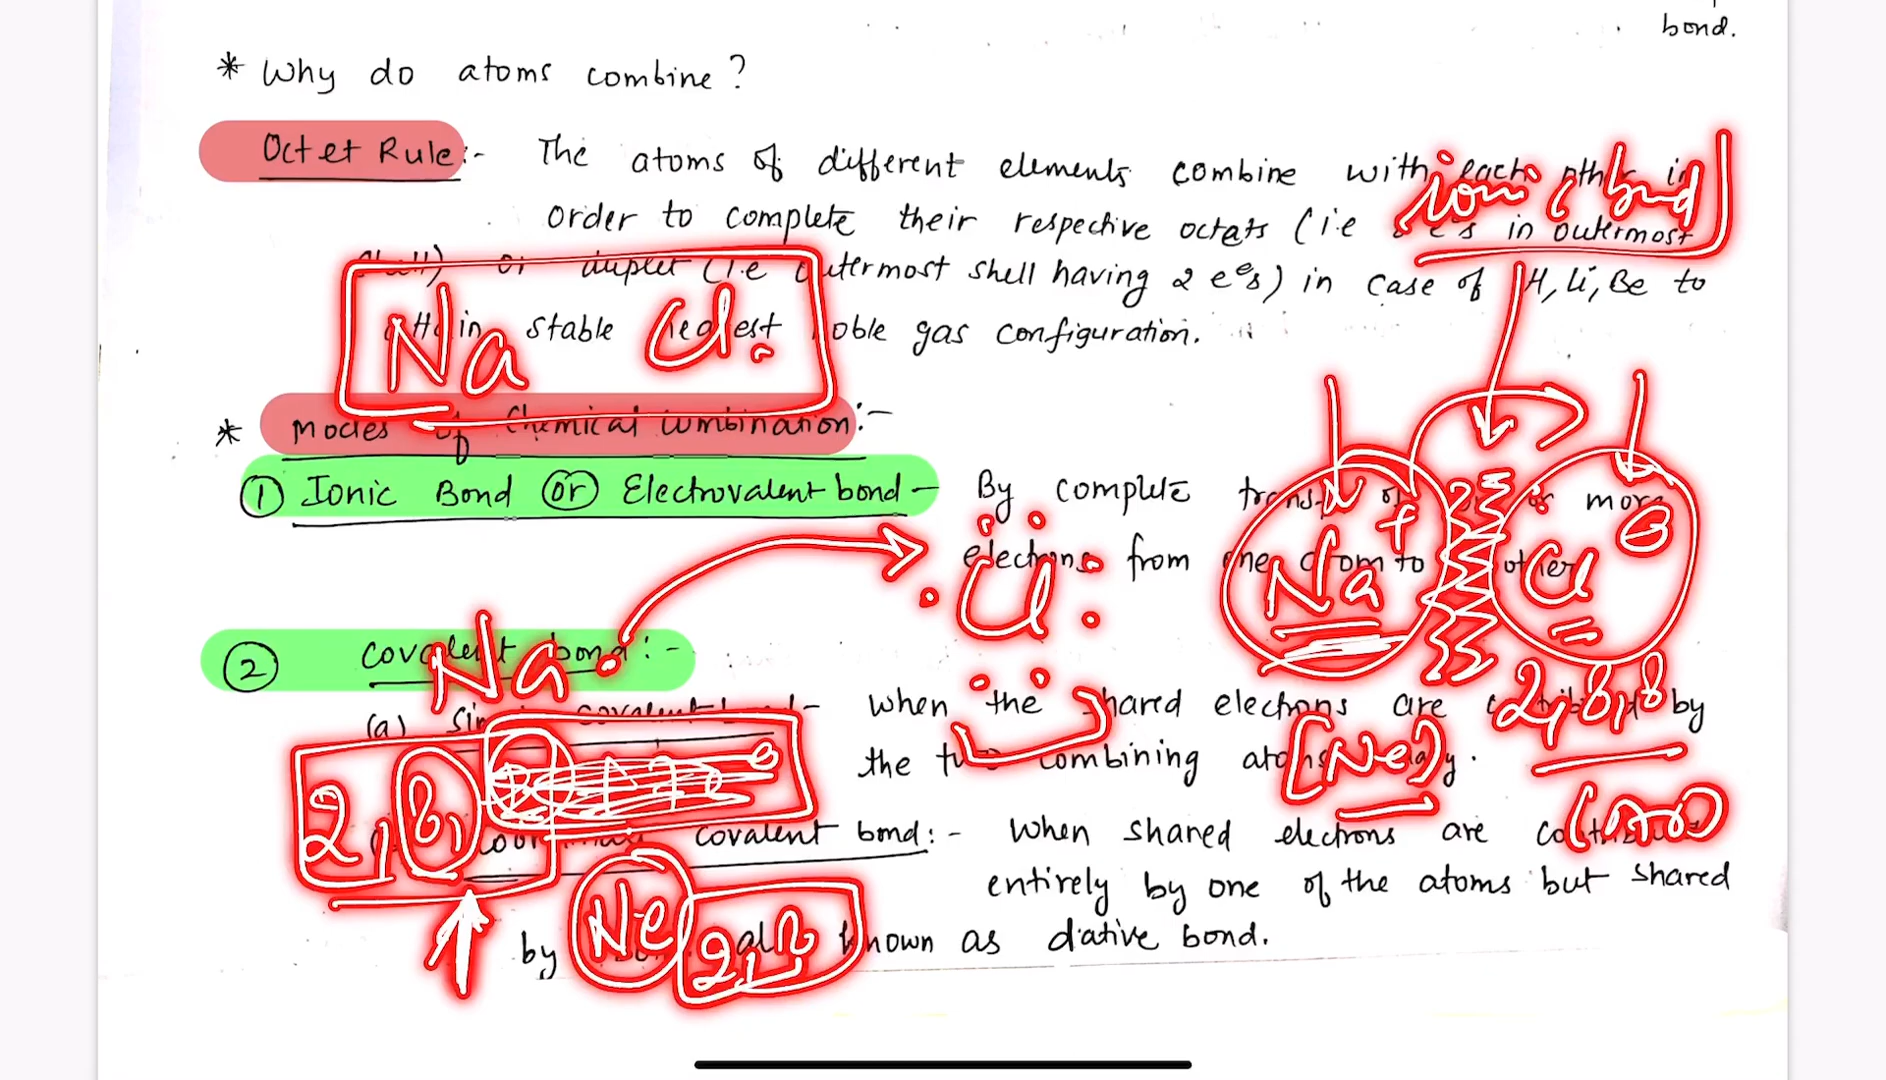 bond.
* Why do atoms combine?
Octet Rule:- The atoms of different elements combine with each other in
order to complete their respective octats (i.e 8 e⁻s in outermost
shell) or duplet (i.e outermost shell having 2 e⁻s) in case of H, Li, Be to
attain stable nearest noble gas configuration.
* Modes of Chemical Combination:-
① Ionic Bond (or) Electrovalent bond - By complete transfer of one or more
electrons from one atom to other
② Covalent bond:-
(a) covalent - when the shared electrons are by
the two combining atoms
covalent bond:- when shared electrons are
entirely by one of the atoms but shared
by known as dative bond.
ionic bond
Na Cl
Na⁺ Cl⊖
Na. Cl
2,8,8
[Ne]
2,8,
Ne 2,8